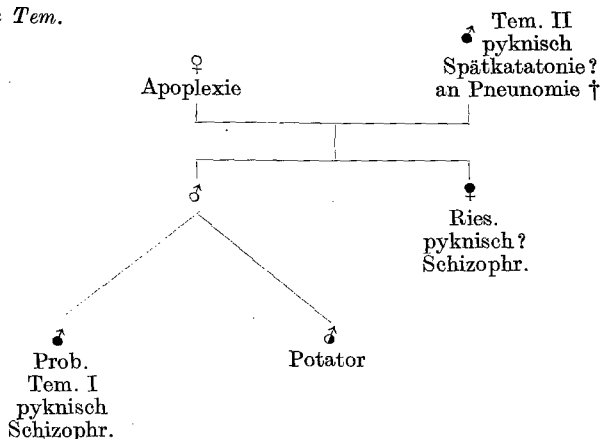 Tem.
♂ Tem. II
pyknisch
Spätkatatonie?
an Pneunomie †
♀
Apoplexie
♂
♀
Ries.
pyknisch?
Schizophr.
♂
Prob.
Tem. I
pyknisch
Schizophr.
♂
Potator